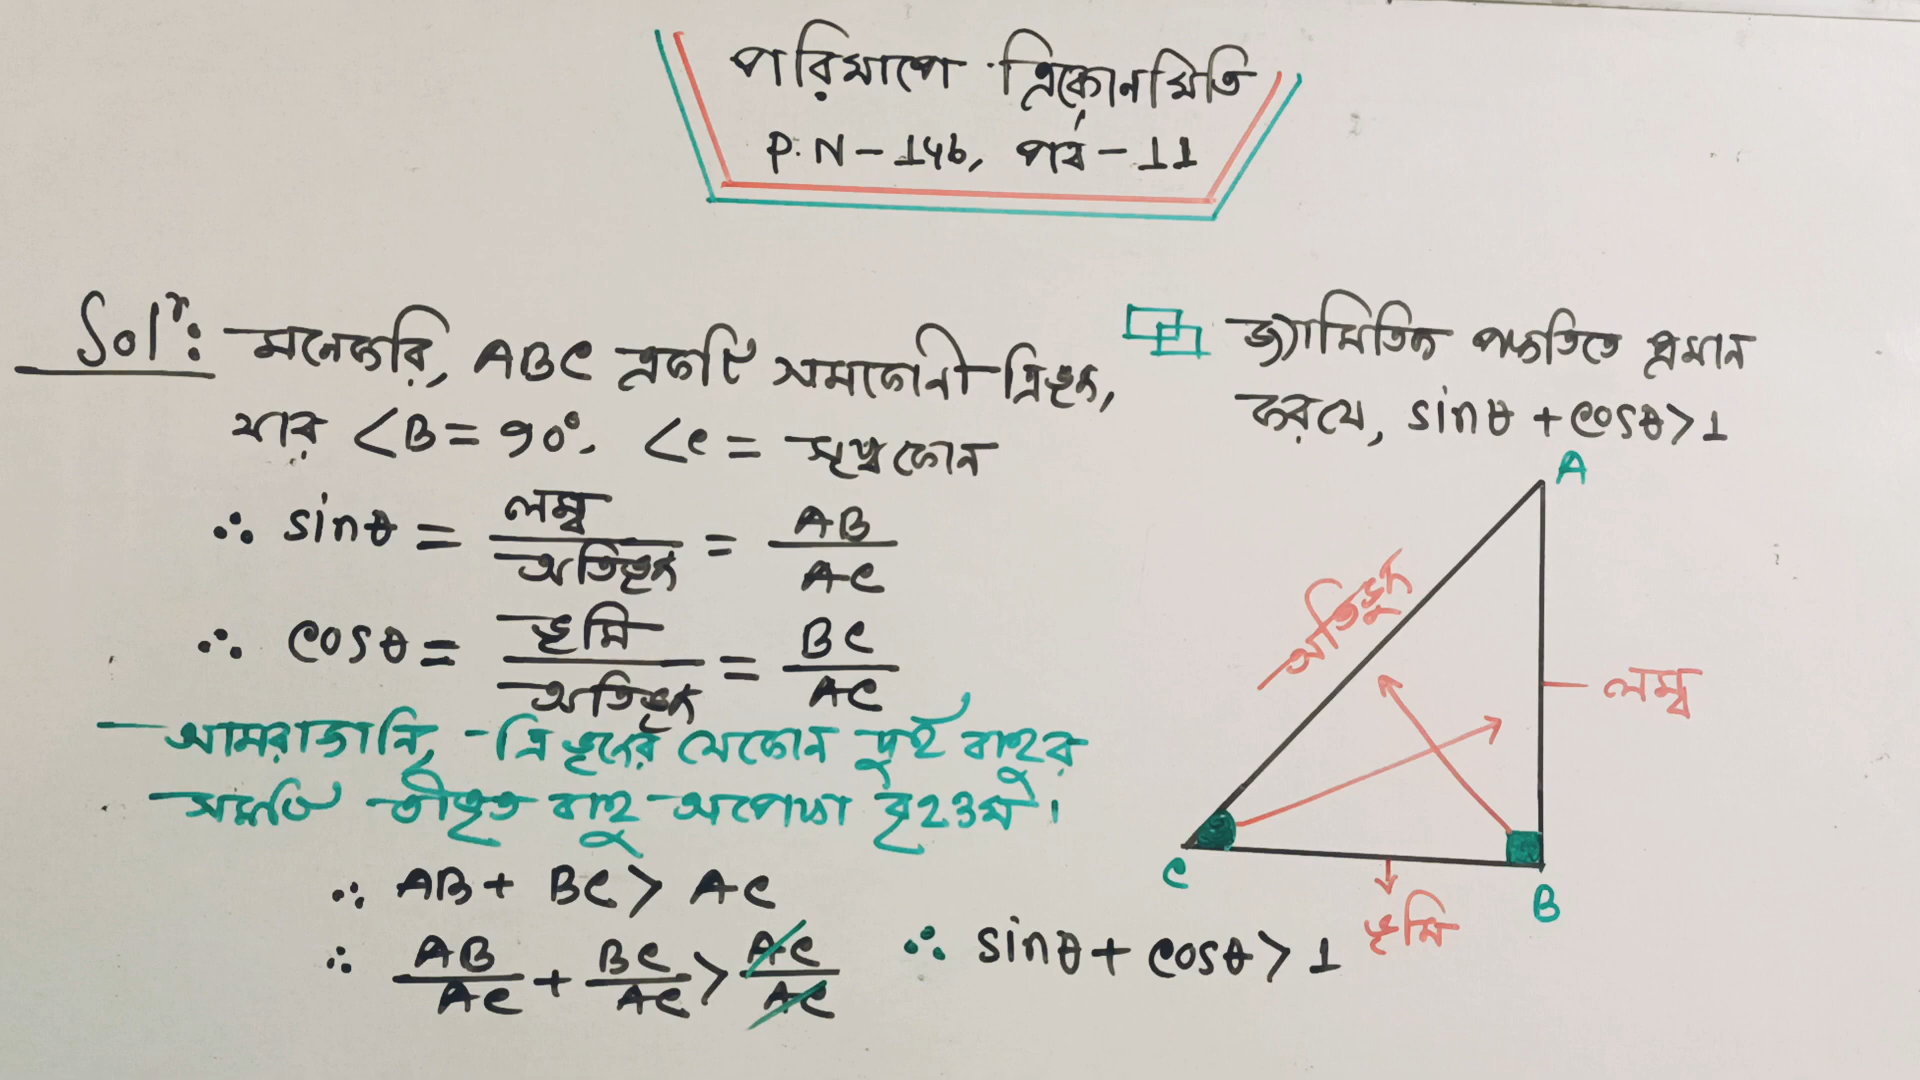 পরিমাপে ত্রিকোনমিতি
P.N-146, পর্ব-11
জ্যামিতিক পদ্ধতিতে প্রমান
কর যে, sinθ + cosθ > 1
Solⁿ: মনেকরি, ABC একটি সমকোনী ত্রিভূজ,
যার <B = 90°, <C = সূক্ষ্মকোন
∴ sinθ = লম্ব/অতিভূজ = AB/AC
∴ cosθ = ভূমি/অতিভূজ = BC/AC
আমরাজানি, ত্রিভূজের যেকোন দুই বাহুর
সমষ্টি তৃতীয় বাহু অপেক্ষা বৃহত্তম।
∴ AB + BC > AC
∴ AB/AC + BC/AC > AC/AC ∴ sinθ + cosθ > 1
A
অতিভূজ
লম্ব
C
B
ভূমি